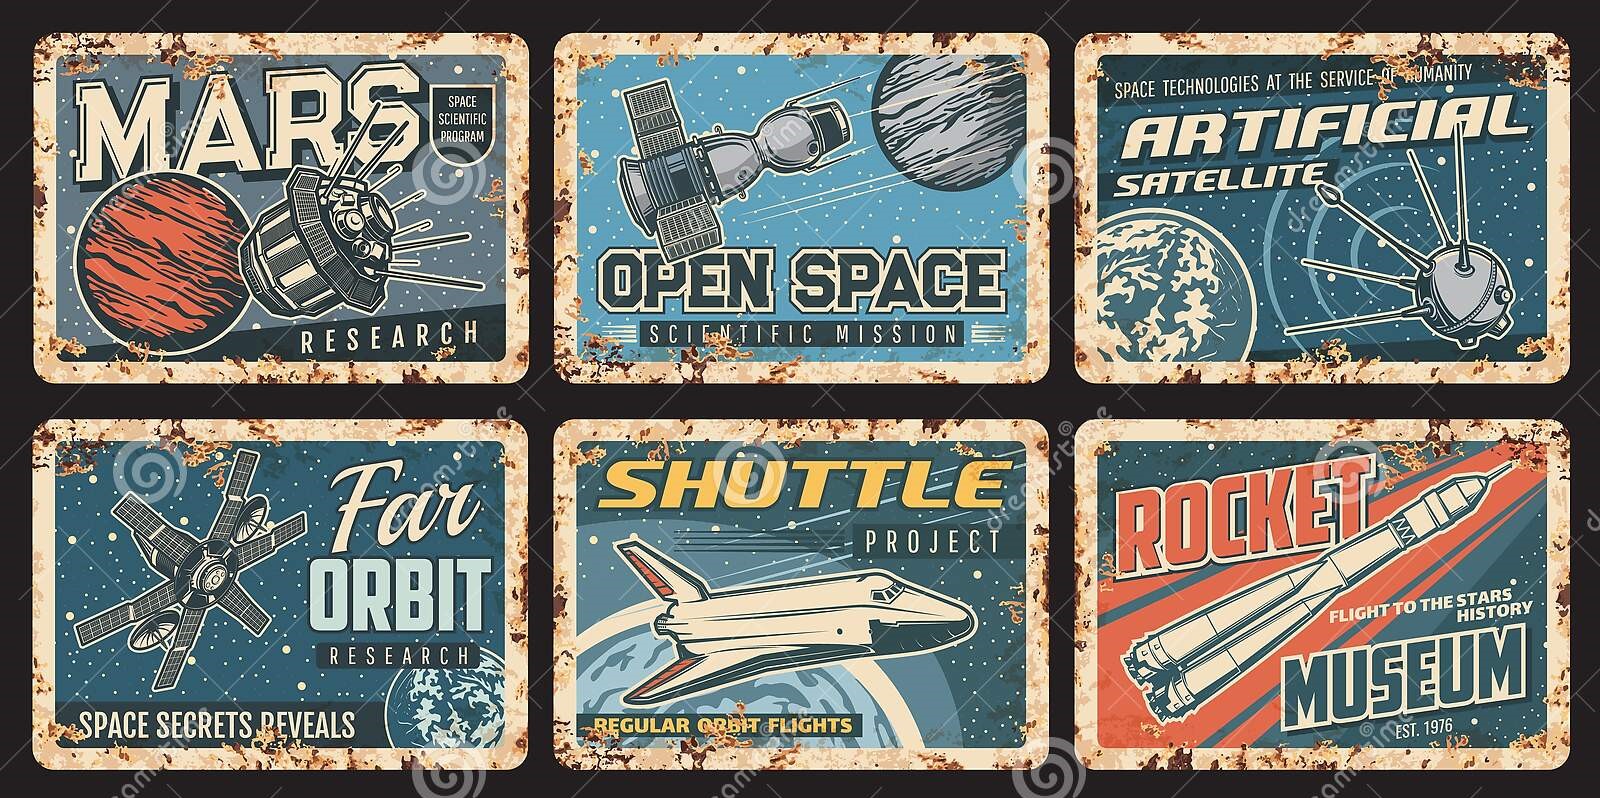 MARS
SPACE
SCIENTIFIC
PROGRAM
RESEARCH
OPEN SPACE
SCIENTIFIC MISSION
SPACE TECHNOLOGIES AT THE SERVICE OF HUMANITY
ARTIFICIAL
SATELLITE
Far
ORBIT
RESEARCH
SPACE SECRETS REVEALS
SHUTTLE
PROJECT
REGULAR ORBIT FLIGHTS
ROCKET
FLIGHT TO THE STARS
HISTORY
MUSEUM
EST. 1976
dreamstime